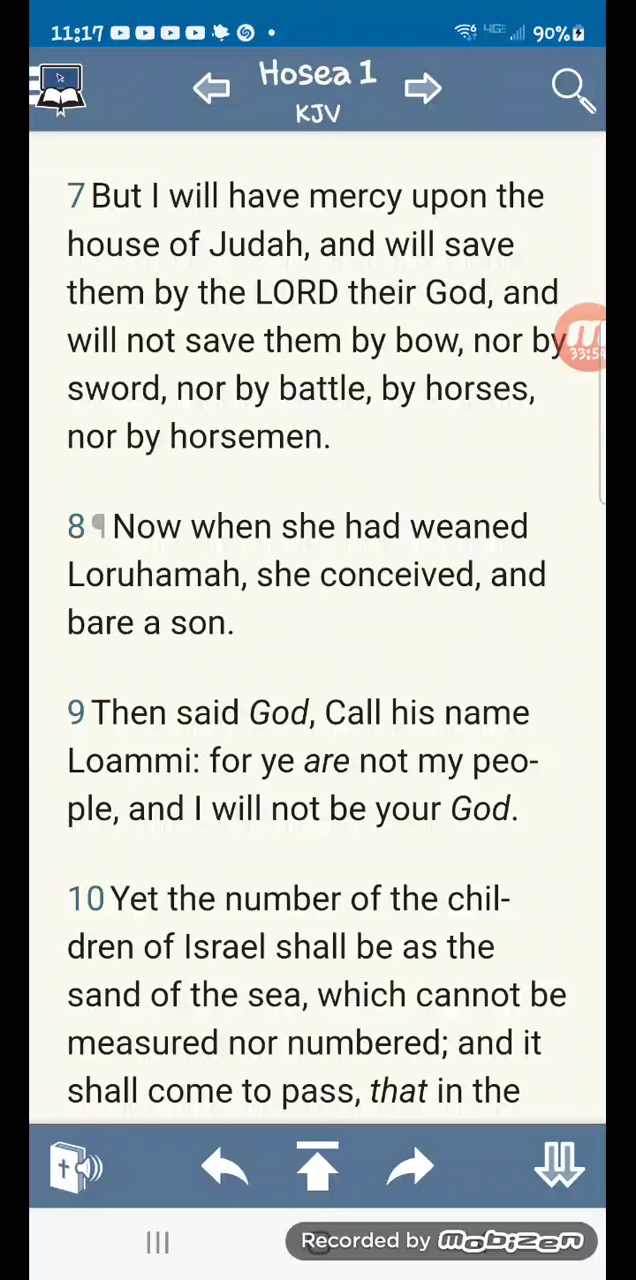 11:17 4GE 90%
Hosea 1
KJV
7 But I will have mercy upon the
house of Judah, and will save
them by the LORD their God, and
will not save them by bow, nor by
33:54
sword, nor by battle, by horses,
nor by horsemen.
8 ¶ Now when she had weaned
Loruhamah, she conceived, and
bare a son.
9 Then said God, Call his name
Loammi: for ye are not my peo-
ple, and I will not be your God.
10 Yet the number of the chil-
dren of Israel shall be as the
sand of the sea, which cannot be
measured nor numbered; and it
shall come to pass, that in the
Recorded by mobizen